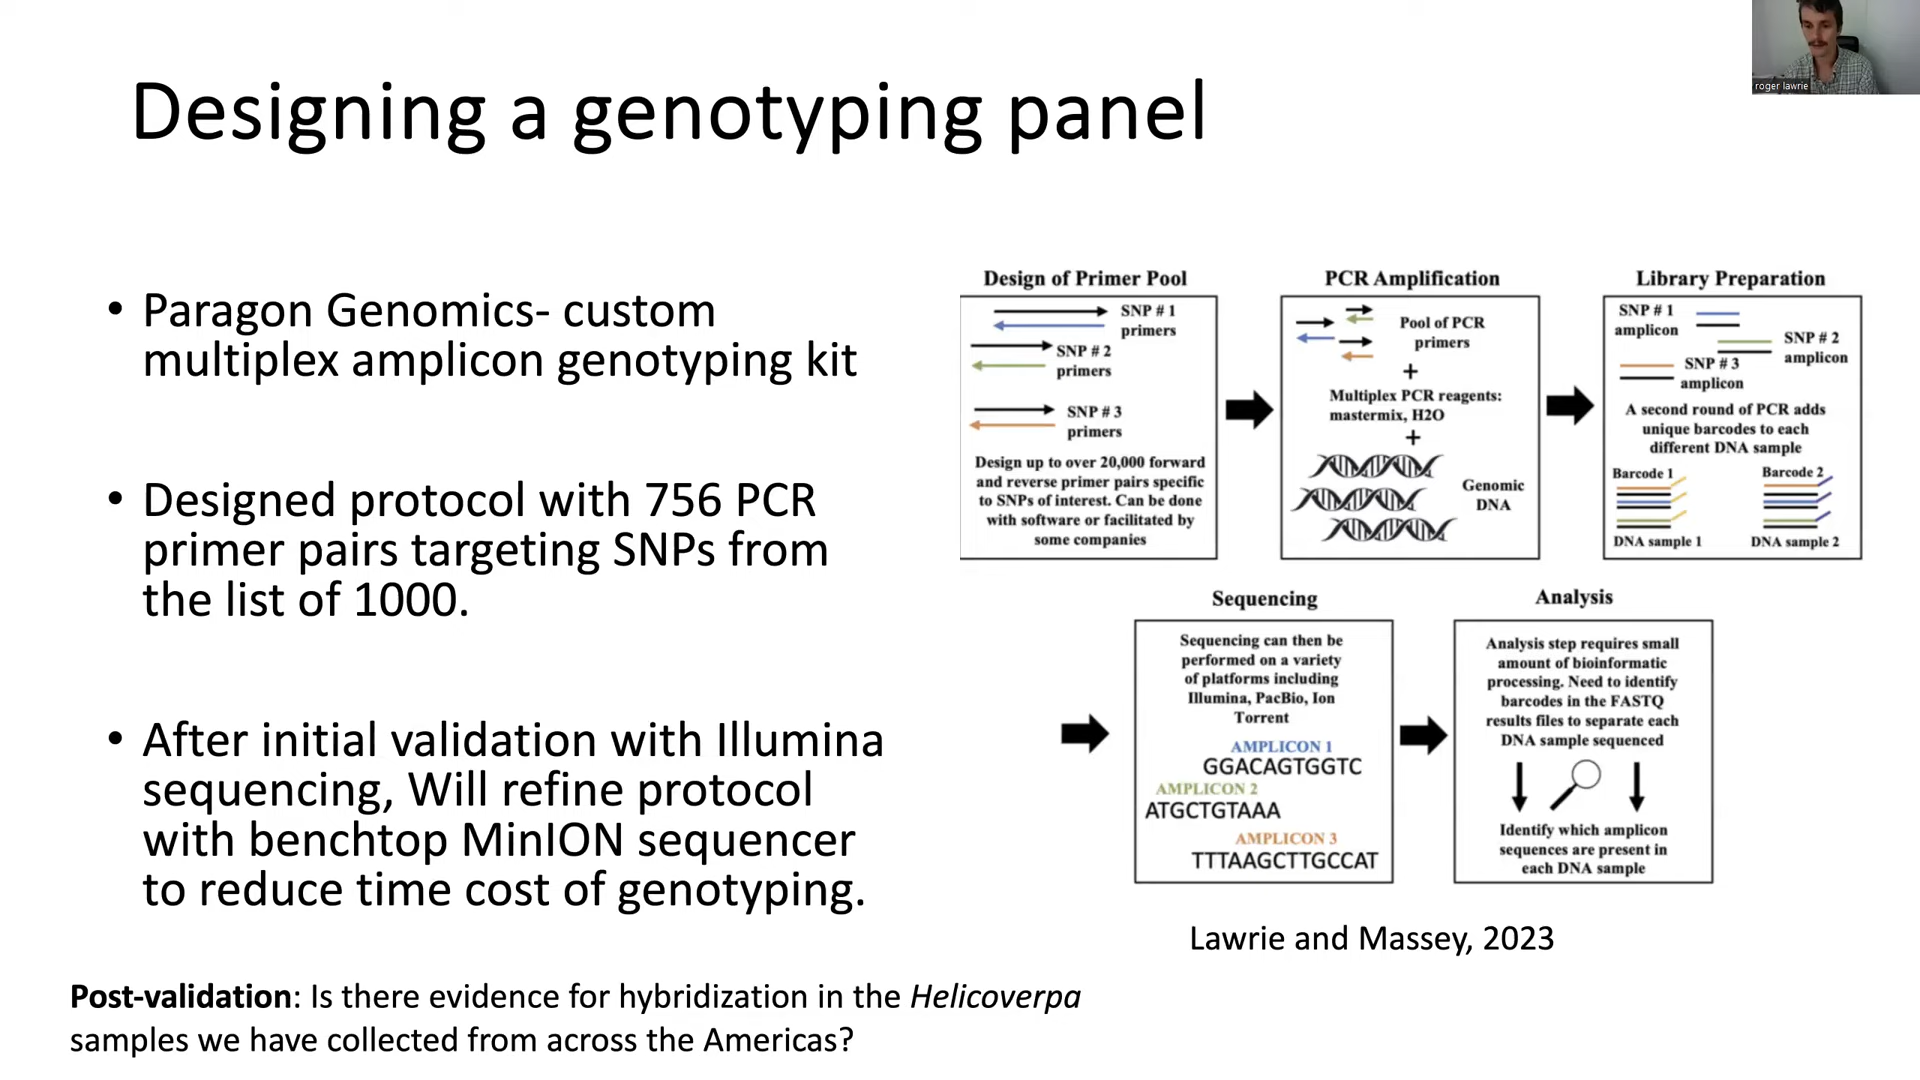 roger lawrie
Designing a genotyping panel
• Paragon Genomics- custom
multiplex amplicon genotyping kit
• Designed protocol with 756 PCR
primer pairs targeting SNPs from
the list of 1000.
• After initial validation with Illumina
sequencing, Will refine protocol
with benchtop MinION sequencer
to reduce time cost of genotyping.
Post-validation: Is there evidence for hybridization in the Helicoverpa
samples we have collected from across the Americas?
Design of Primer Pool
SNP # 1
primers
SNP # 2
primers
SNP # 3
primers
Design up to over 20,000 forward
and reverse primer pairs specific
to SNPs of interest. Can be done
with software or facilitated by
some companies
PCR Amplification
Pool of PCR
primers
+
Multiplex PCR reagents:
mastermix, H2O
+
Genomic
DNA
Library Preparation
SNP # 1
amplicon
SNP # 2
amplicon
SNP # 3
amplicon
A second round of PCR adds
unique barcodes to each
different DNA sample
Barcode 1
Barcode 2
DNA sample 1
DNA sample 2
Sequencing
Sequencing can then be
performed on a variety
of platforms including
Illumina, PacBio, Ion
Torrent
AMPLICON 1
GGACAGTGGTC
AMPLICON 2
ATGCTGTAAA
AMPLICON 3
TTTAAGCTTGCCAT
Analysis
Analysis step requires small
amount of bioinformatic
processing. Need to identify
barcodes in the FASTQ
results files to separate each
DNA sample sequenced
Identify which amplicon
sequences are present in
each DNA sample
Lawrie and Massey, 2023